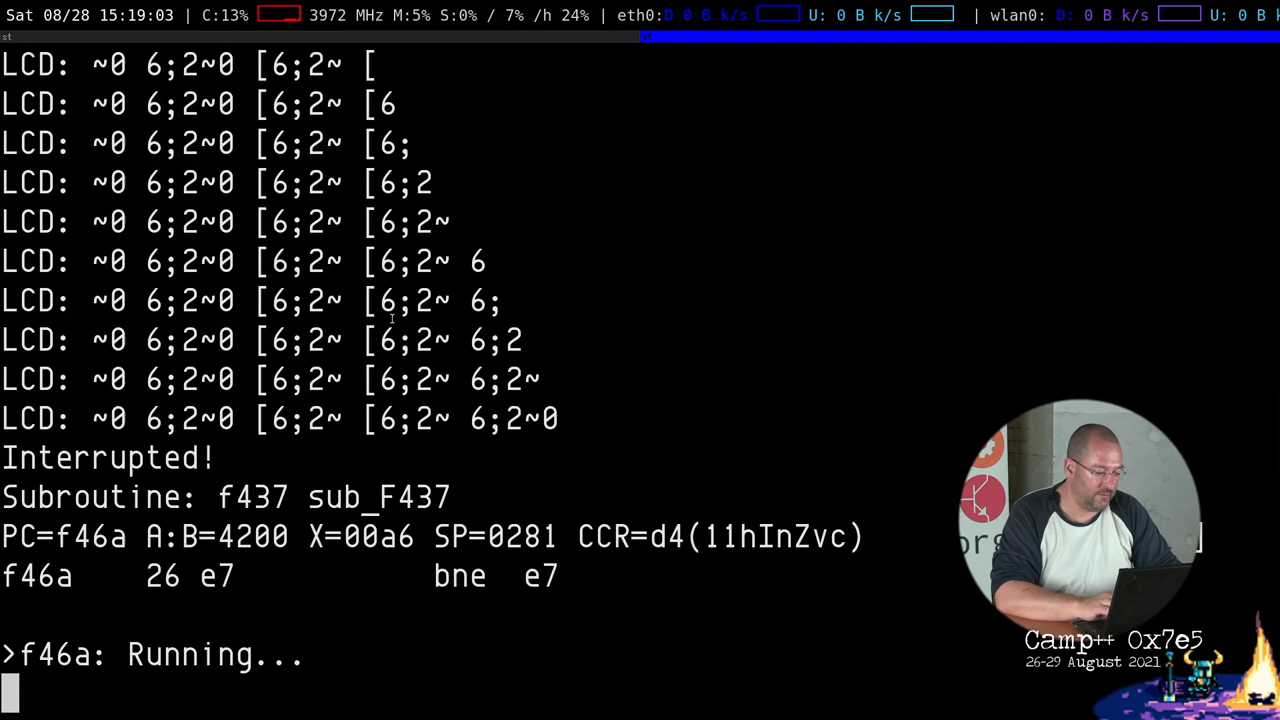 Sat 08/28 15:19:03 | C:13% 3972 MHz M:5% S:0% / 7% /h 24% | eth0: D 0 B k/s U: 0 B k/s | wlan0: D: 0 B k/s U: 0 B k/s
st st
LCD: ~0 6;2~0 [6;2~ [
LCD: ~0 6;2~0 [6;2~ [6
LCD: ~0 6;2~0 [6;2~ [6;
LCD: ~0 6;2~0 [6;2~ [6;2
LCD: ~0 6;2~0 [6;2~ [6;2~
LCD: ~0 6;2~0 [6;2~ [6;2~ 6
LCD: ~0 6;2~0 [6;2~ [6;2~ 6;
LCD: ~0 6;2~0 [6;2~ [6;2~ 6;2
LCD: ~0 6;2~0 [6;2~ [6;2~ 6;2~
LCD: ~0 6;2~0 [6;2~ [6;2~ 6;2~0
Interrupted!
Subroutine: f437 sub_F437
PC=f46a A:B=4200 X=00a6 SP=0281 CCR=d4(11hInZvc) ]
f46a 26 e7 bne e7
>f46a: Running...
Camp++ 0x7e5
26-29 August 2021